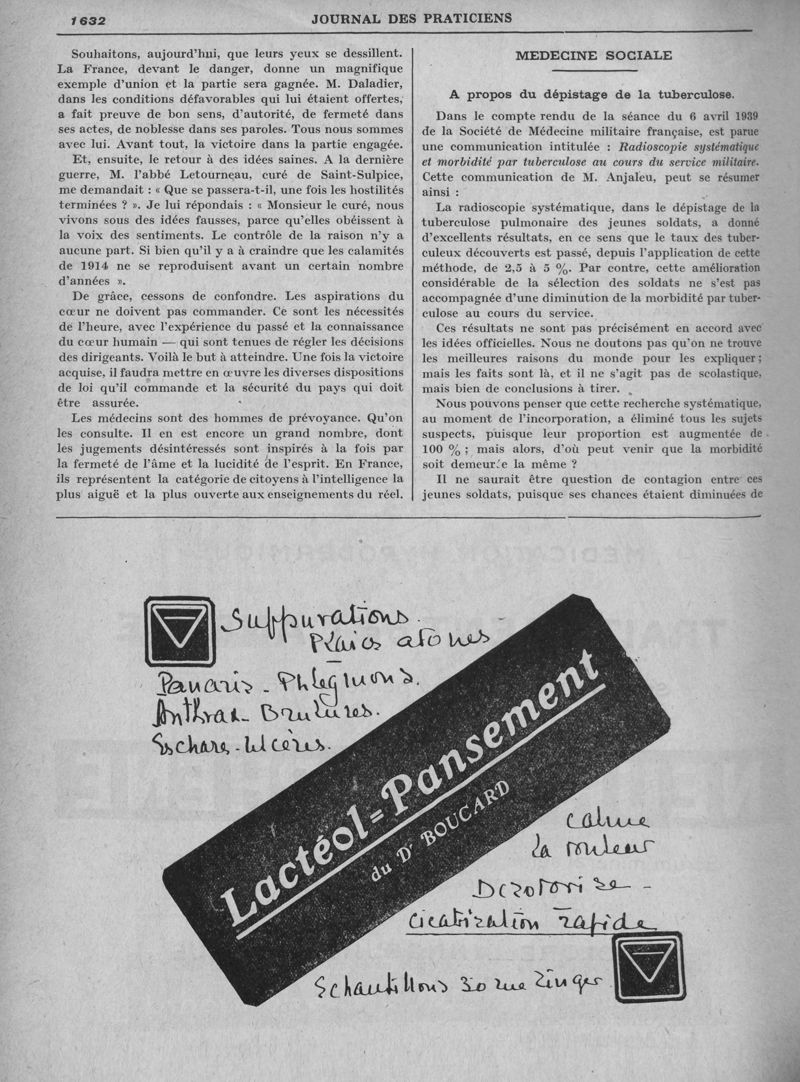 1632
JOURNAL DES PRATICIENS
Souhaitons, aujourd'hui, que leurs yeux se dessillent.
La France, devant le danger, donne un magnifique
exemple d'union et la partie sera gagnée. M. Daladier,
dans les conditions défavorables qui lui étaient offertes,
a fait preuve de bon sens, d'autorité, de fermeté dans
ses actes, de noblesse dans ses paroles. Tous nous sommes
avec lui. Avant tout, la victoire dans la partie engagée.
Et, ensuite, le retour à des idées saines. A la dernière
guerre, M. l'abbé Letourneau, curé de Saint-Sulpice,
me demandait : « Que se passera-t-il, une fois les hostilités
terminées ? ». Je lui répondais : « Monsieur le curé, nous
vivons sous des idées fausses, parce qu'elles obéissent à
la voix des sentiments. Le contrôle de la raison n'y a
aucune part. Si bien qu'il y a à craindre que les calamités
de 1914 ne se reproduisent avant un certain nombre
d'années ».
De grâce, cessons de confondre. Les aspirations du
cœur ne doivent pas commander. Ce sont les nécessités
de l'heure, avec l'expérience du passé et la connaissance
du cœur humain — qui sont tenues de régler les décisions
des dirigeants. Voilà le but à atteindre. Une fois la victoire
acquise, il faudra mettre en œuvre les diverses dispositions
de loi qu'il commande et la sécurité du pays qui doit
être assurée.
Les médecins sont des hommes de prévoyance. Qu'on
les consulte. Il en est encore un grand nombre, dont
les jugements désintéressés sont inspirés à la fois par
la fermeté de l'âme et la lucidité de l'esprit. En France,
ils représentent la catégorie de citoyens à l'intelligence la
plus aiguë et la plus ouverte aux enseignements du réel.
MEDECINE SOCIALE
A propos du dépistage de la tuberculose.
Dans le compte rendu de la séance du 6 avril 1939
de la Société de Médecine militaire française, est parue
une communication intitulée : Radioscopie systématique
et morbidité par tuberculose au cours du service militaire.
Cette communication de M. Anjaleu, peut se résumer
ainsi :
La radioscopie systématique, dans le dépistage de la
tuberculose pulmonaire des jeunes soldats, a donné
d'excellents résultats, en ce sens que le taux des tuber-
culeux découverts est passé, depuis l'application de cette
méthode, de 2,5 à 5 %. Par contre, cette amélioration
considérable de la sélection des soldats ne s'est pas
accompagnée d'une diminution de la morbidité par tuber-
culose au cours du service.
Ces résultats ne sont pas précisément en accord avec
les idées officielles. Nous ne doutons pas qu'on ne trouve
les meilleures raisons du monde pour les expliquer ;
mais les faits sont là, et il ne s'agit pas de scolastique,
mais bien de conclusions à tirer.
Nous pouvons penser que cette recherche systématique,
au moment de l'incorporation, a éliminé tous les sujets
suspects, puisque leur proportion est augmentée de
100 % ; mais alors, d'où peut venir que la morbidité
soit demeurée la même ?
Il ne saurait être question de contagion entre ces
jeunes soldats, puisque ses chances étaient diminuées de
Suppurations
Plaies atones
Panaris - Phlegmons.
Anthrax - Brulures.
Eschares - Ulcères.
Lactéol=Pansement
du Dr BOUCARD
calme
la douleur
Desodorise -
cicatrisation rapide
Echantillons 30 rue Singer